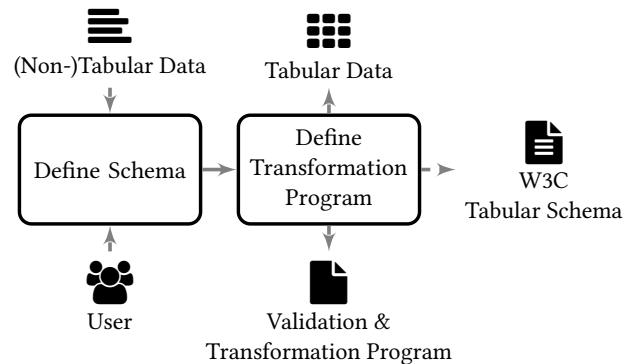 (Non-)Tabular Data
Tabular Data
Define Schema
Define
Transformation
Program
W3C
Tabular Schema
User
Validation &
Transformation Program